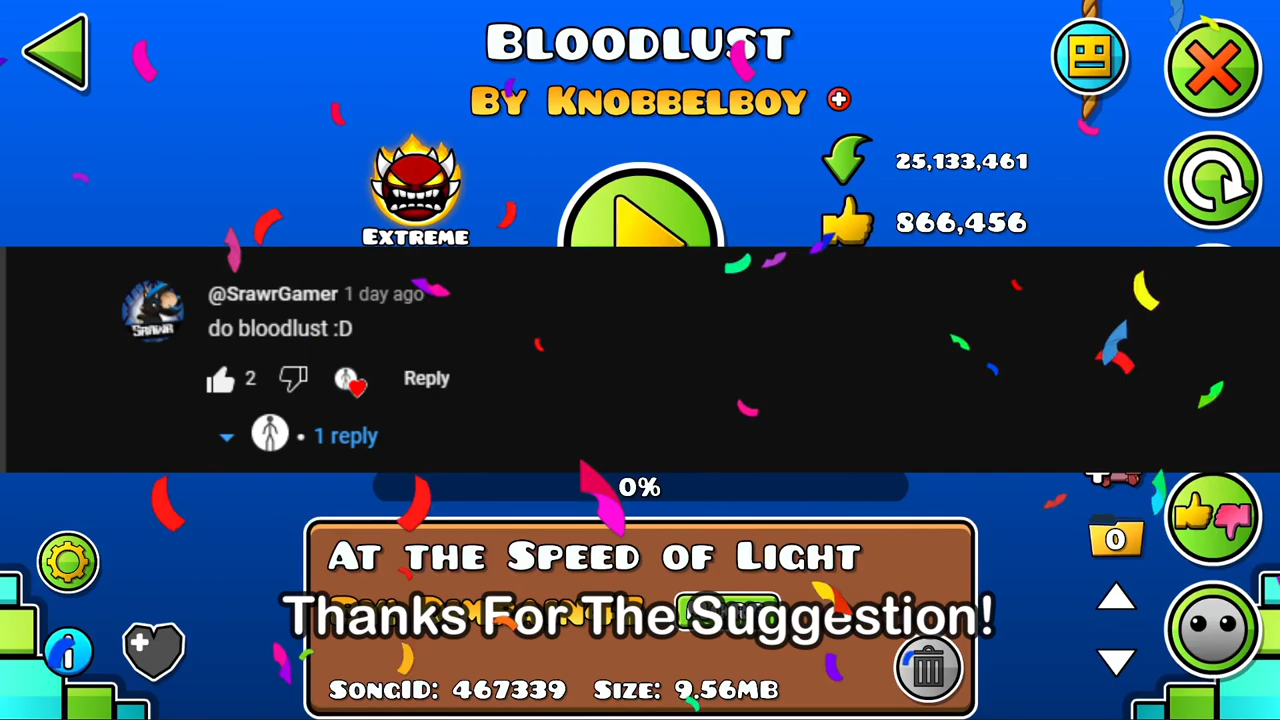 Bloodlust
By Knobbelboy
25,133,461
866,456
Extreme
@SrawrGamer 1 day ago
do bloodlust :D
2
Reply
• 1 reply
0%
At the Speed of Light
Thanks For The Suggestion!
SongID: 467339 Size: 9.56MB
0
SRAWR